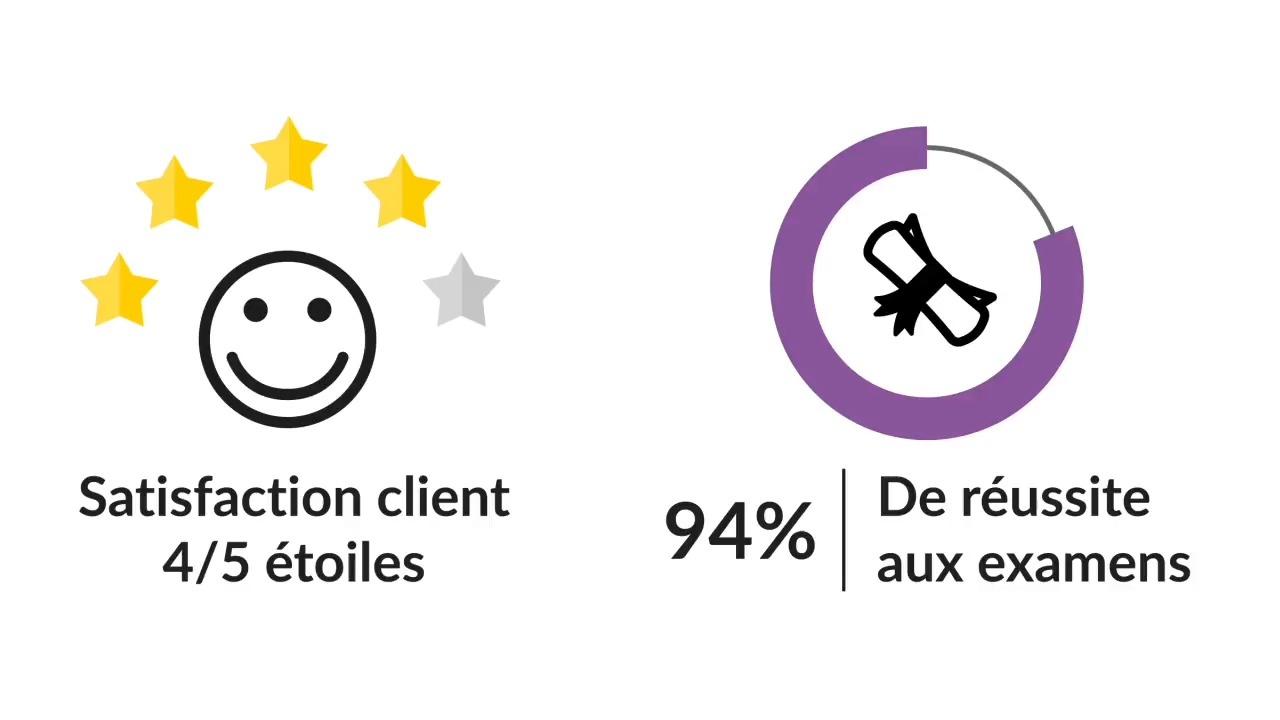 Satisfaction client
4/5 étoiles
94%
De réussite
aux examens